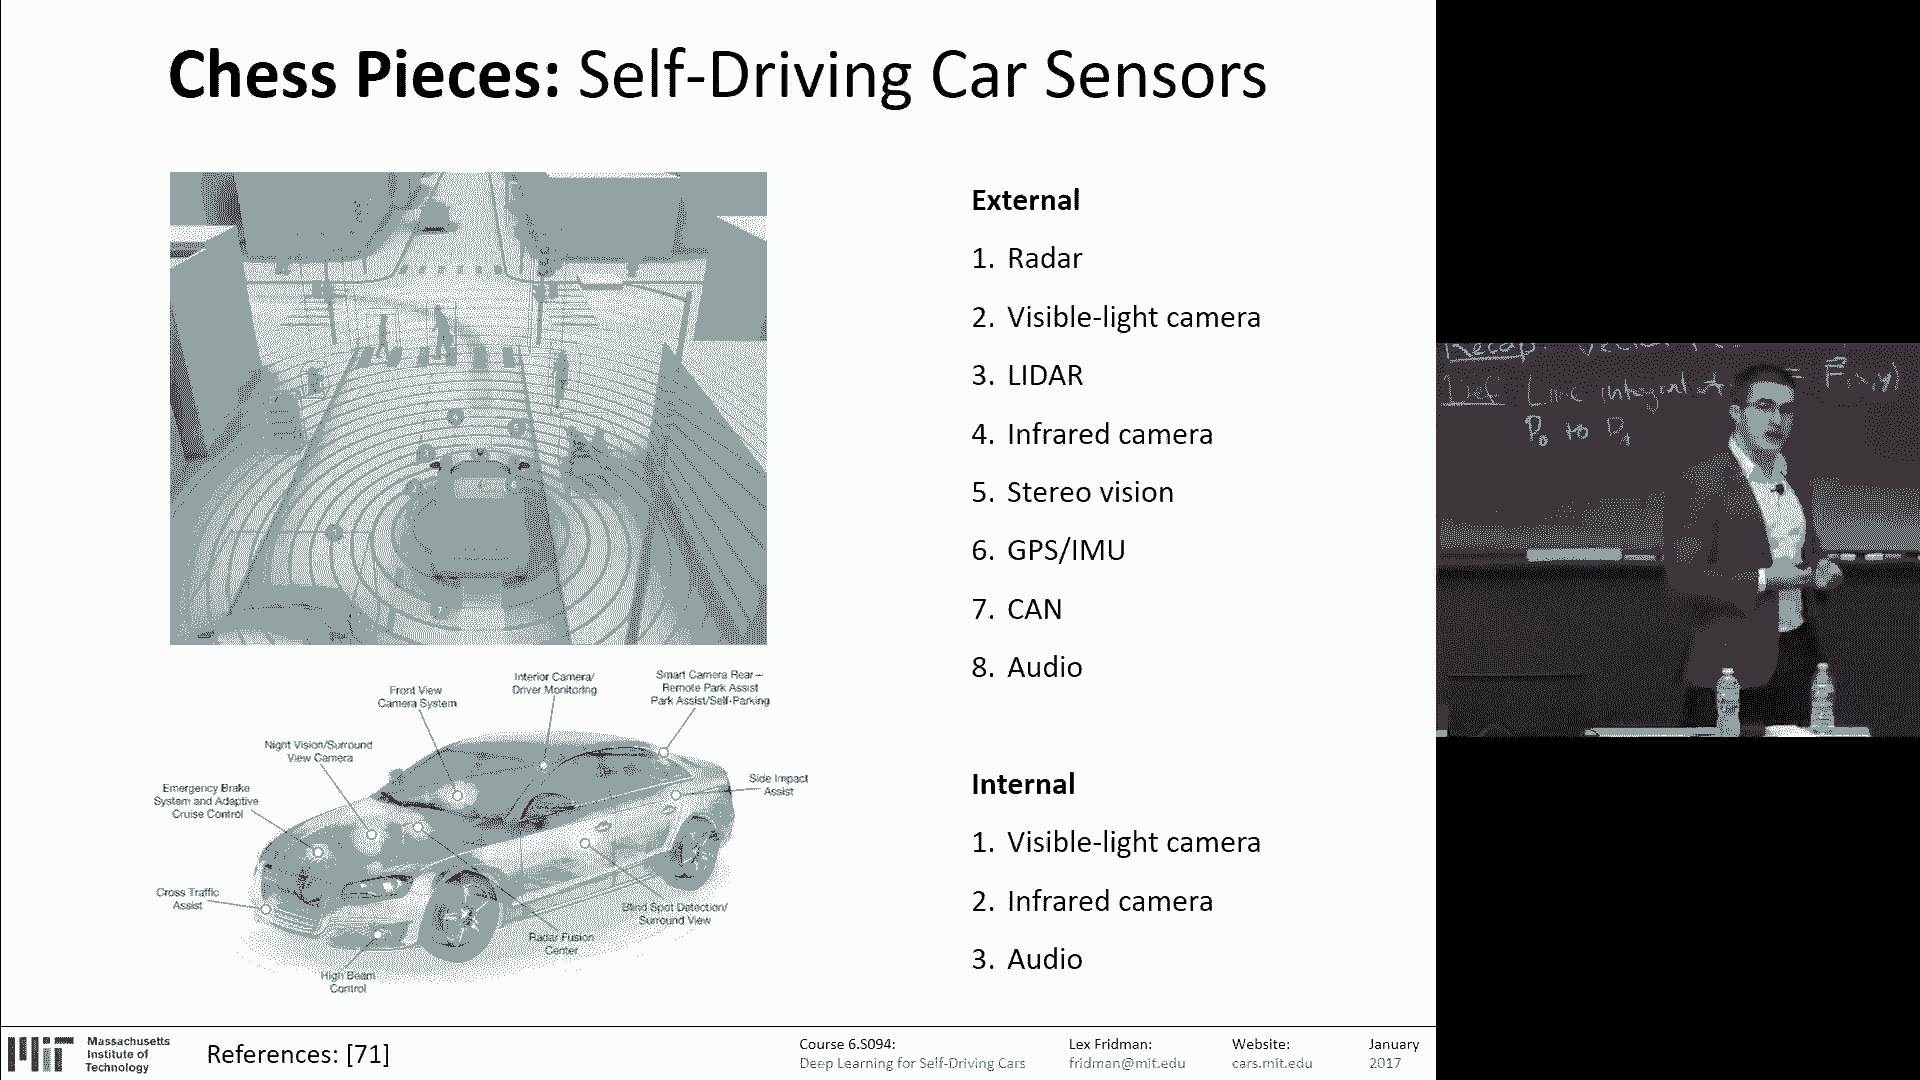 Chess Pieces: Self-Driving Car Sensors
External
1. Radar
2. Visible-light camera
3. LIDAR
4. Infrared camera
5. Stereo vision
6. GPS/IMU
7. CAN
8. Audio
Internal
1. Visible-light camera
2. Infrared camera
3. Audio
Interior Camera/
Driver Monitoring
Smart Camera Rear –
Remote Park Assist
Park Assist/Self-Parking
Front View
Camera System
Night Vision/Surround
View Camera
Emergency Brake
System and Adaptive
Cruise Control
Side Impact
Assist
Cross Traffic
Assist
Blind Spot Detection/
Surround View
Radar Fusion
Center
High Beam
Control
Recap:
Def Line integral
P0 to P1
F(x,y)
Massachusetts
Institute of
Technology
References: [71]
Course 6.S094:
Deep Learning for Self-Driving Cars
Lex Fridman:
fridman@mit.edu
Website:
cars.mit.edu
January
2017